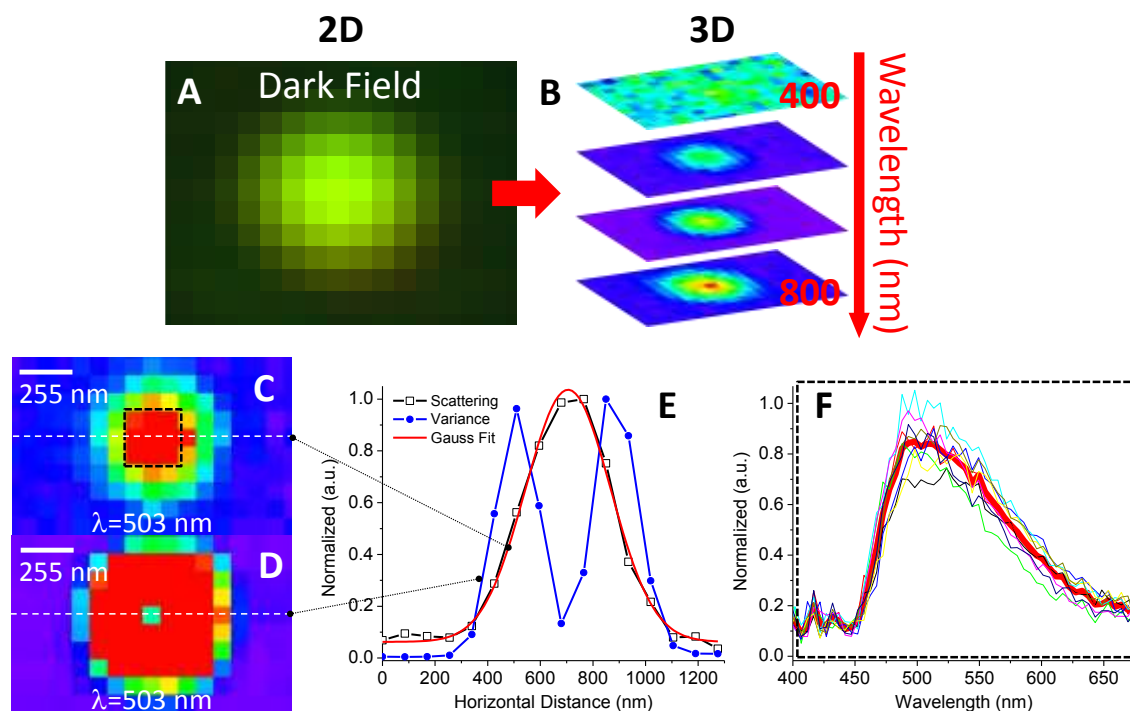 2D
3D
A
Dark Field
B
400
800
Wavelength (nm)
C
255 nm
λ=503 nm
D
255 nm
λ=503 nm
E
Scattering
Variance
Gauss Fit
Normalized (a.u.)
1.0
0.8
0.6
0.4
0.2
0.0
0 200 400 600 800 1000 1200
Horizontal Distance (nm)
F
Normalized (a.u.)
1.0
0.8
0.6
0.4
0.2
0.0
400 450 500 550 600 650
Wavelength (nm)